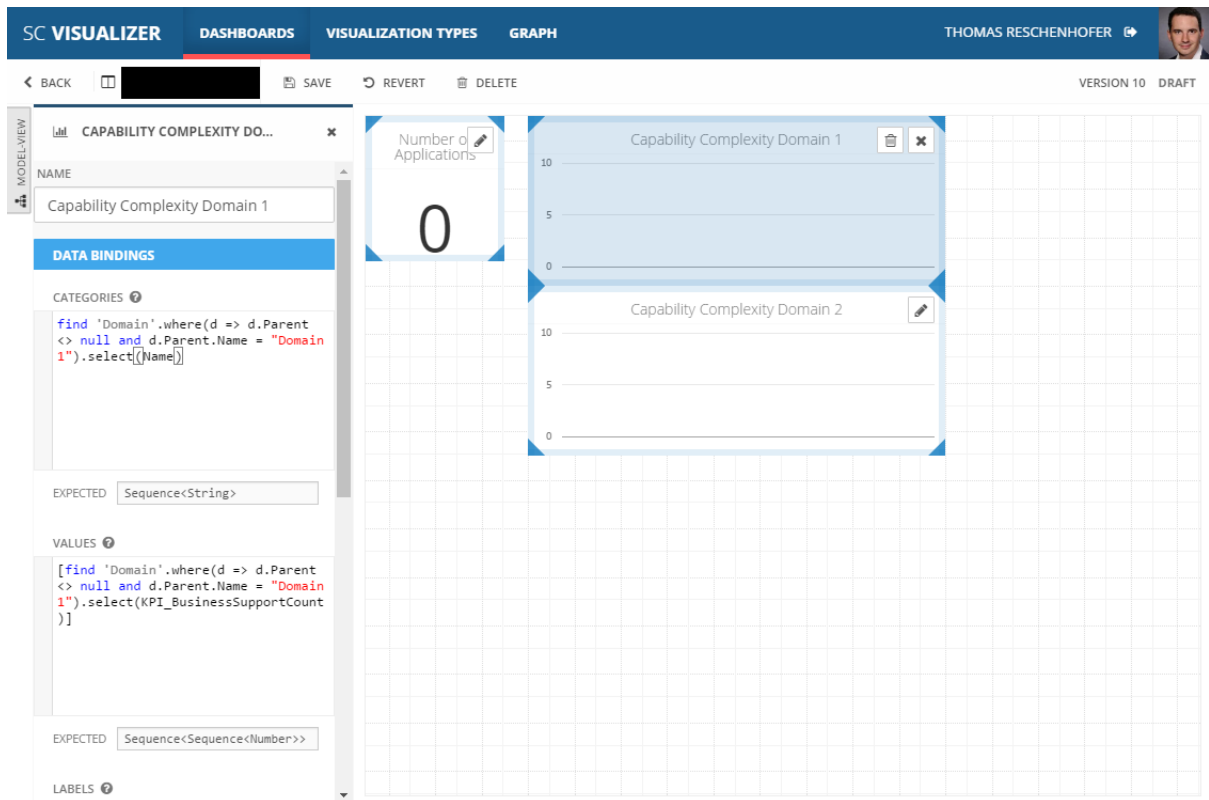 SC VISUALIZER DASHBOARDS VISUALIZATION TYPES GRAPH THOMAS RESCHENHOFER
BACK SAVE REVERT DELETE VERSION 10 DRAFT
MODEL-VIEW
CAPABILITY COMPLEXITY DO...
NAME
Capability Complexity Domain 1
DATA BINDINGS
CATEGORIES
find 'Domain'.where(d => d.Parent
<> null and d.Parent.Name = "Domain
1").select(Name)
EXPECTED Sequence<String>
VALUES
[find 'Domain'.where(d => d.Parent
<> null and d.Parent.Name = "Domain
1").select(KPI_BusinessSupportCount
)]
EXPECTED Sequence<Sequence<Number>>
LABELS
Number o
Applications
0
Capability Complexity Domain 1
10
5
0
Capability Complexity Domain 2
10
5
0